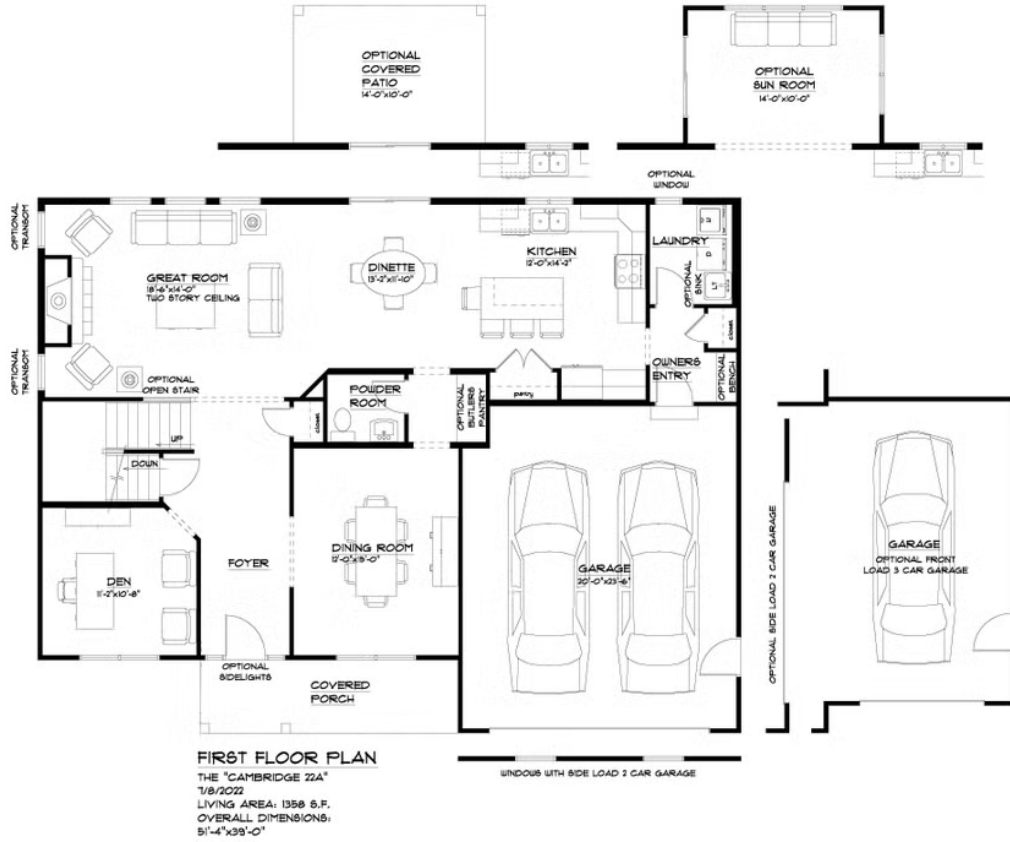 OPTIONAL
COVERED
PATIO
14'-0"x10'-0"
OPTIONAL
SUN ROOM
14'-0"x10'-0"
OPTIONAL
WINDOW
OPTIONAL
TRANSOM
GREAT ROOM
18'-6"x14'-0"
TWO STORY CEILING
DINETTE
13'-2"x11'-10"
KITCHEN
12'-0"x14'-2"
LAUNDRY
W
D
LT
OPTIONAL
SINK
OPTIONAL
TRANSOM
OPTIONAL
OPEN STAIR
POWDER
ROOM
OPTIONAL
BUTLERS
PANTRY
pantry
OWNERS
ENTRY
closet
OPTIONAL
BENCH
closet
UP
DOWN
DEN
11'-2"x10'-8"
FOYER
DINING ROOM
12'-0"x15'-0"
GARAGE
20'-0"x23'-6"
OPTIONAL SIDE LOAD 2 CAR GARAGE
GARAGE
OPTIONAL FRONT
LOAD 3 CAR GARAGE
OPTIONAL
SIDELIGHTS
COVERED
PORCH
FIRST FLOOR PLAN
THE "CAMBRIDGE 22A"
7/8/2022
LIVING AREA: 1358 S.F.
OVERALL DIMENSIONS:
51'-4"x39'-0"
WINDOWS WITH SIDE LOAD 2 CAR GARAGE